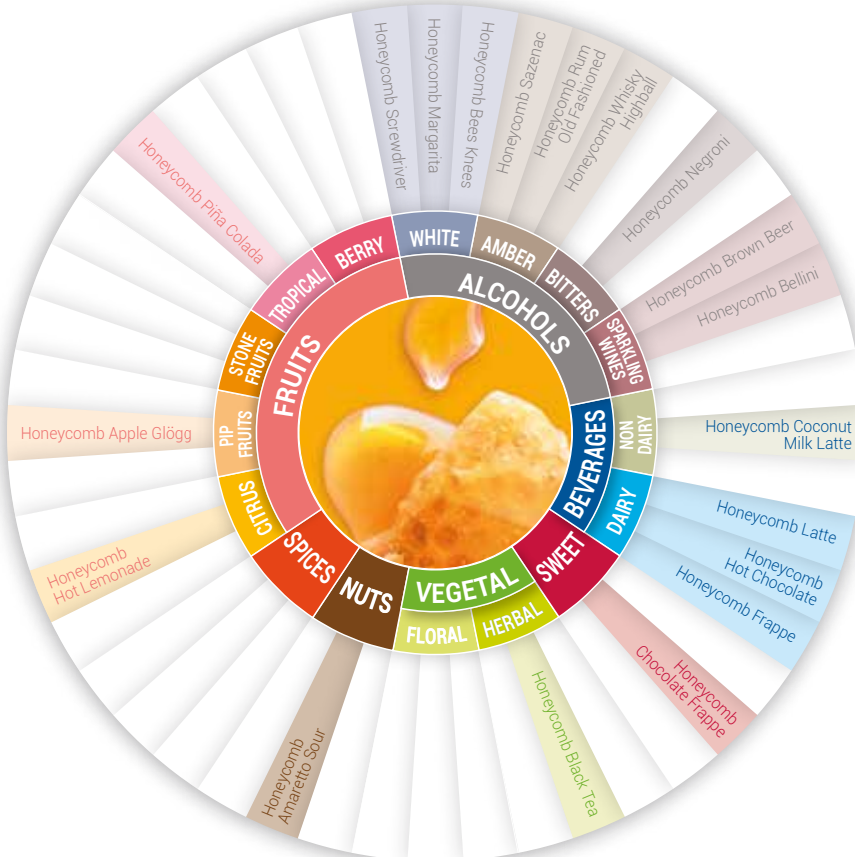 Honeycomb Screwdriver
Honeycomb Margarita
Honeycomb Bees Knees
Honeycomb Sazenac
Honeycomb Rum
Old Fashioned
Honeycomb Whisky
Highball
Honeycomb Negroni
Honeycomb Brown Beer
Honeycomb Bellini
Honeycomb Coconut
Milk Latte
Honeycomb Latte
Honeycomb
Hot Chocolate
Honeycomb Frappe
Honeycomb
Chocolate Frappe
Honeycomb Black Tea
Honeycomb
Amaretto Sour
Honeycomb
Hot Lemonade
Honeycomb Apple Glögg
Honeycomb Piña Colada
WHITE
AMBER
BITTERS
SPARKLING
WINES
NON
DAIRY
DAIRY
SWEET
HERBAL
FLORAL
NUTS
SPICES
CITRUS
PIP
FRUITS
STONE
FRUITS
TROPICAL
BERRY
ALCOHOLS
BEVERAGES
VEGETAL
FRUITS